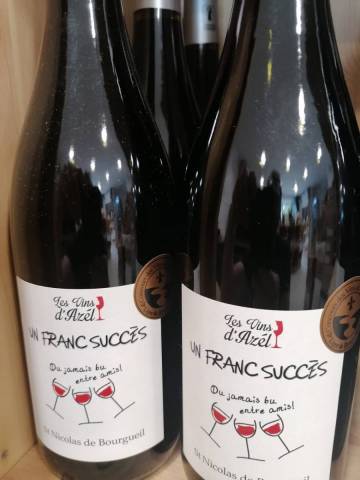 Les Vins
d'Azél
UN FRANC SUCCÈS
Du jamais bu
entre amis!
St Nicolas de Bourgueil
Les Vins
d'Azél
UN FRANC SUCCÈS
Du jamais bu
entre amis!
St Nicolas de